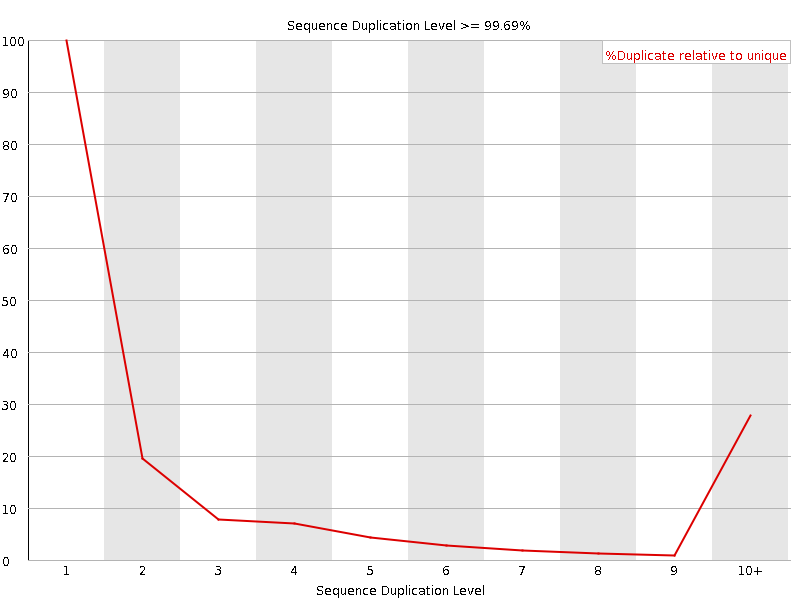 Sequence Duplication Level >= 99.69%
%Duplicate relative to unique
100
90
80
70
60
50
40
30
20
10
0
1 2 3 4 5 6 7 8 9 10+
Sequence Duplication Level